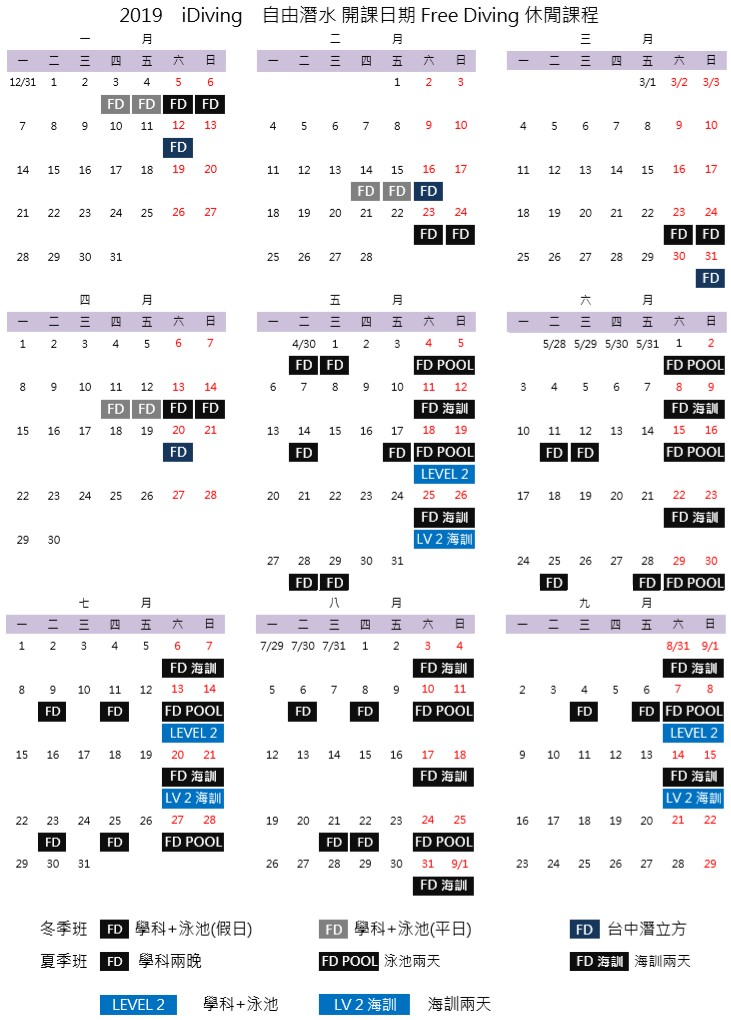 2019 iDiving 自由潛水 開課日期 Free Diving 休閒課程
一 月 二 月 三 月
一 二 三 四 五 六 日 一 二 三 四 五 六 日 一 二 三 四 五 六 日
12/31 1 2 3 4 5 6 1 2 3 3/1 3/2 3/3
FD FD FD FD
7 8 9 10 11 12 13 4 5 6 7 8 9 10 4 5 6 7 8 9 10
FD
14 15 16 17 18 19 20 11 12 13 14 15 16 17 11 12 13 14 15 16 17
FD FD FD
21 22 23 24 25 26 27 18 19 20 21 22 23 24 18 19 20 21 22 23 24
FD FD FD FD
28 29 30 31 25 26 27 28 25 26 27 28 29 30 31
FD
四 月 五 月 六 月
一 二 三 四 五 六 日 一 二 三 四 五 六 日 一 二 三 四 五 六 日
1 2 3 4 5 6 7 4/30 1 2 3 4 5 5/28 5/29 5/30 5/31 1 2
FD FD FD POOL FD POOL
8 9 10 11 12 13 14 6 7 8 9 10 11 12 3 4 5 6 7 8 9
FD FD FD FD FD 海訓 FD 海訓
15 16 17 18 19 20 21 13 14 15 16 17 18 19 10 11 12 13 14 15 16
FD FD FD FD POOL FD FD FD POOL
LEVEL 2
22 23 24 25 26 27 28 20 21 22 23 24 25 26 17 18 19 20 21 22 23
FD 海訓 FD 海訓
29 30 LV 2 海訓
27 28 29 30 31 24 25 26 27 28 29 30
FD FD FD FD FD POOL
七 月 八 月 九 月
一 二 三 四 五 六 日 一 二 三 四 五 六 日 一 二 三 四 五 六 日
1 2 3 4 5 6 7 7/29 7/30 7/31 1 2 3 4 8/31 9/1
FD 海訓 FD 海訓 FD 海訓
8 9 10 11 12 13 14 5 6 7 8 9 10 11 2 3 4 5 6 7 8
FD FD FD POOL FD FD FD POOL FD FD FD POOL
LEVEL 2 LEVEL 2
15 16 17 18 19 20 21 12 13 14 15 16 17 18 9 10 11 12 13 14 15
FD 海訓 FD 海訓 FD 海訓
LV 2 海訓 LV 2 海訓
22 23 24 25 26 27 28 19 20 21 22 23 24 25 16 17 18 19 20 21 22
FD FD FD POOL FD FD FD POOL
29 30 31 26 27 28 29 30 31 9/1 23 24 25 26 27 28 29
FD 海訓
冬季班 FD 學科+泳池(假日) FD 學科+泳池(平日) FD 台中潛立方
夏季班 FD 學科兩晚 FD POOL 泳池兩天 FD 海訓 海訓兩天
LEVEL 2 學科+泳池 LV 2 海訓 海訓兩天